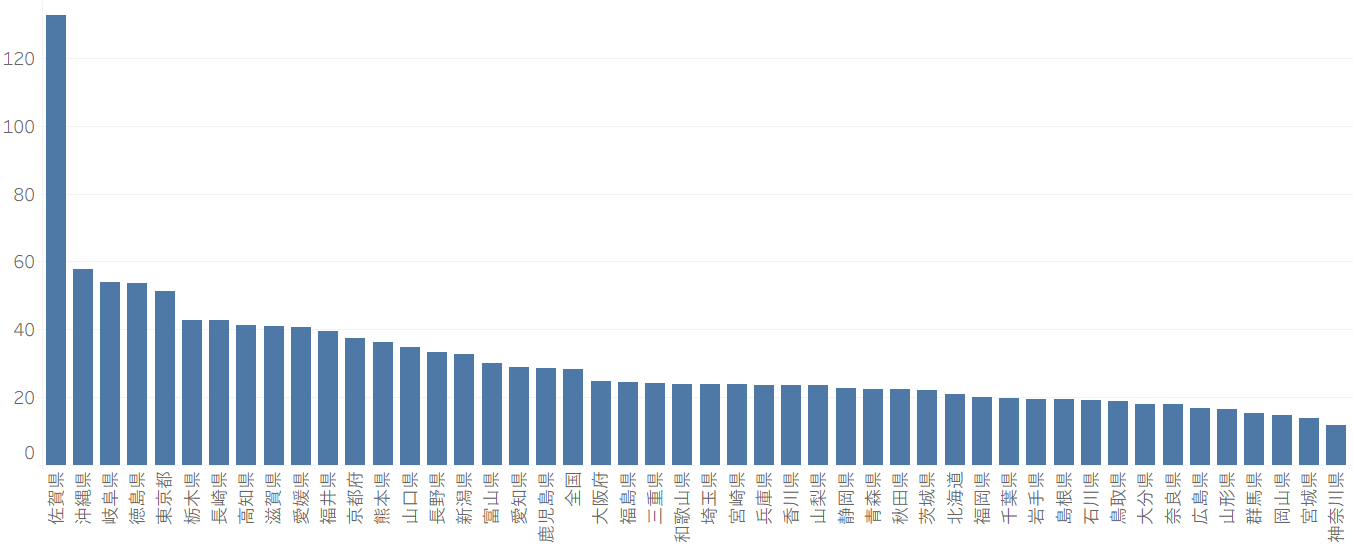 120
100
80
60
40
20
0
佐賀県
沖縄県
岐阜県
徳島県
東京都
栃木県
長崎県
高知県
滋賀県
愛媛県
福井県
京都府
熊本県
山口県
長野県
新潟県
富山県
愛知県
鹿児島県
全国
大阪府
福島県
三重県
和歌山県
埼玉県
宮崎県
兵庫県
香川県
山梨県
静岡県
青森県
秋田県
茨城県
北海道
福岡県
千葉県
岩手県
島根県
石川県
鳥取県
大分県
奈良県
広島県
山形県
群馬県
岡山県
宮城県
神奈川県